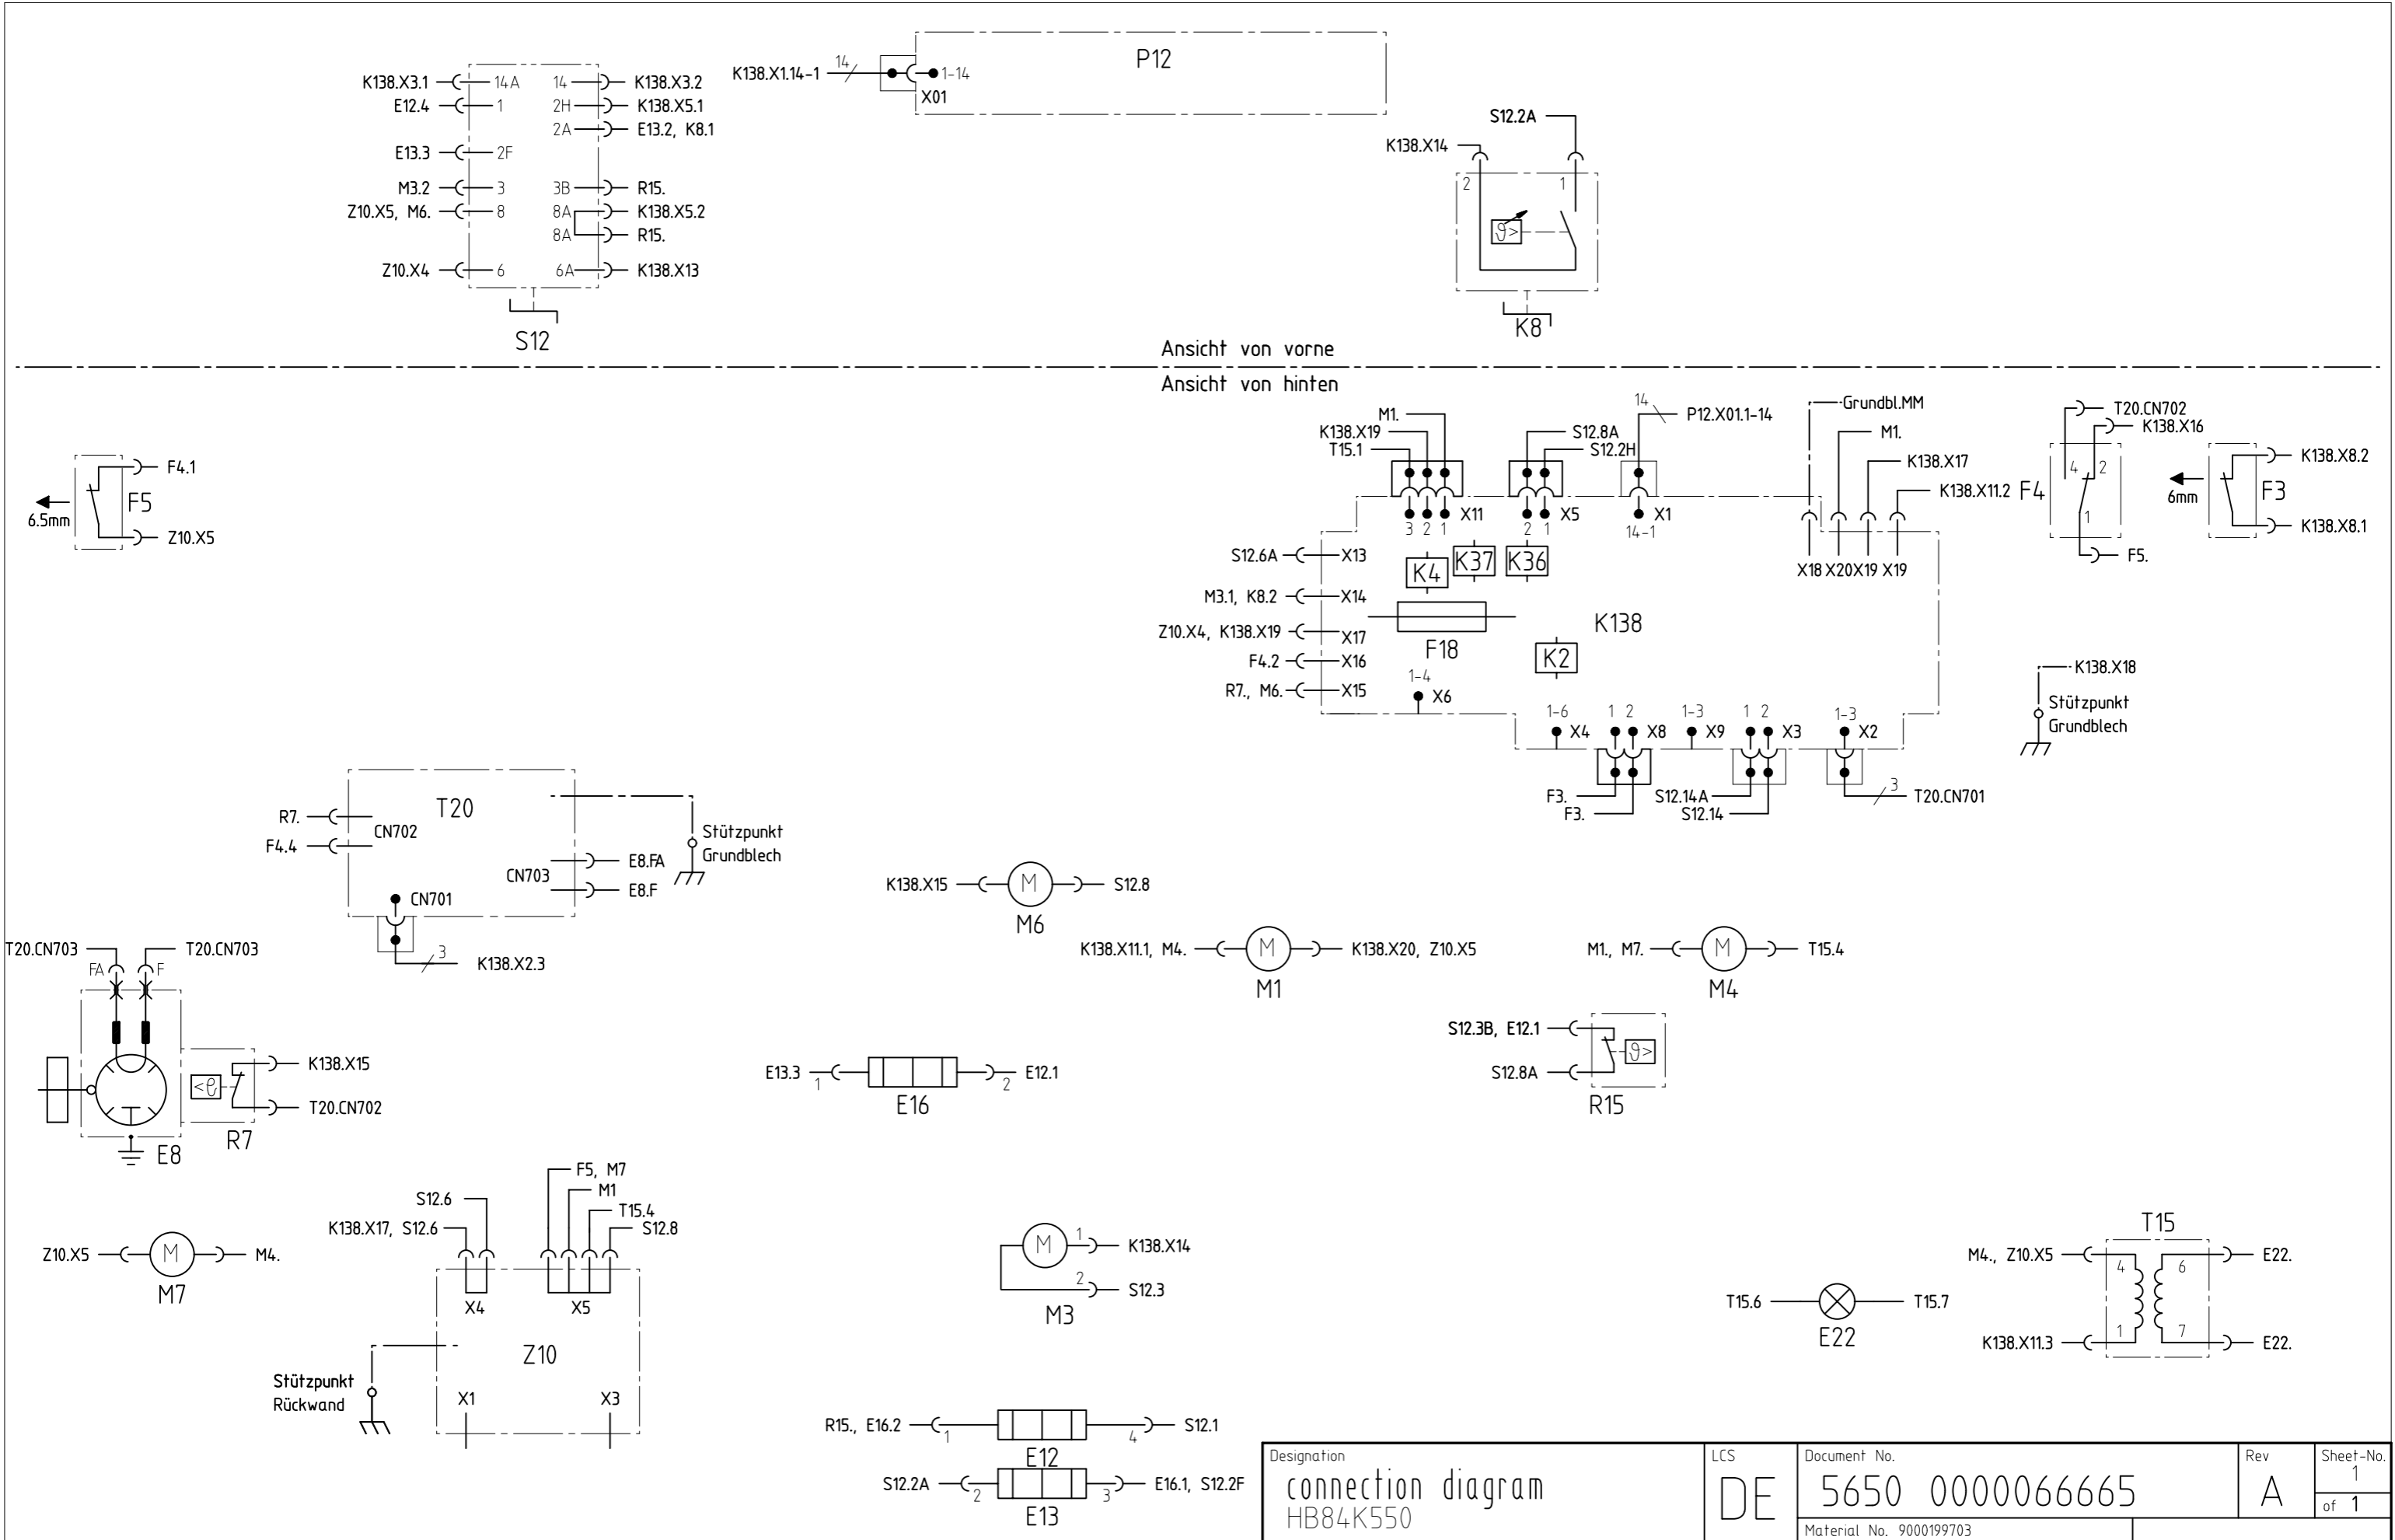 P12
K138.X1.14-1
14
1-14
X01
K138.X3.1
14A
14
K138.X3.2
E12.4
1
2H
K138.X5.1
2A
E13.2, K8.1
E13.3
2F
M3.2
3
3B
R15.
Z10.X5, M6.
8
8A
K138.X5.2
8A
R15.
Z10.X4
6
6A
K138.X13
S12
S12.2A
K138.X14
2
1
ϑ>
K8
Ansicht von vorne
Ansicht von hinten
F4.1
F5
6.5mm
Z10.X5
M1.
K138.X19
T15.1
X11
3 2 1
S12.8A
S12.2H
X5
2 1
14
P12.X01.1-14
X1
14-1
Grundbl.MM
M1.
K138.X17
K138.X11.2
X18 X20 X19 X19
T20.CN702
K138.X16
4
2
1
F4
F5.
6mm
F3
K138.X8.2
K138.X8.1
S12.6A
X13
M3.1, K8.2
X14
Z10.X4, K138.X19
X17
F4.2
X16
R7., M6.
X15
K4
K37
K36
F18
K138
K2
1-4
X6
1-6
X4
1 2
X8
1-3
X9
1 2
X3
1-3
X2
F3.
F3.
S12.14A
S12.14
3
T20.CN701
K138.X18
Stützpunkt
Grundblech
T20
R7.
F4.4
CN702
CN703
E8.FA
E8.F
CN701
3
K138.X2.3
Stützpunkt
Grundblech
K138.X15
M
S12.8
M6
K138.X11.1, M4.
M
K138.X20, Z10.X5
M1
M1., M7.
M
T15.4
M4
T20.CN703
T20.CN703
FA
F
E8
K138.X15
T20.CN702
R7
E13.3
1
2
E12.1
E16
S12.3B, E12.1
S12.8A
ϑ>
R15
Z10.X5
M
M4.
M7
F5, M7
M1
T15.4
S12.8
S12.6
K138.X17, S12.6
X4
X5
Z10
X1
X3
Stützpunkt
Rückwand
M
1
K138.X14
2
S12.3
M3
T15.6
T15.7
E22
T15
M4., Z10.X5
4
6
E22.
K138.X11.3
1
7
E22.
R15., E16.2
1
4
S12.1
E12
S12.2A
2
3
E16.1, S12.2F
E13
Designation
connection diagram
HB84K550
LCS
DE
Document No.
5650 0000066665
Material No. 9000199703
Rev
A
Sheet-No.
1
of 1